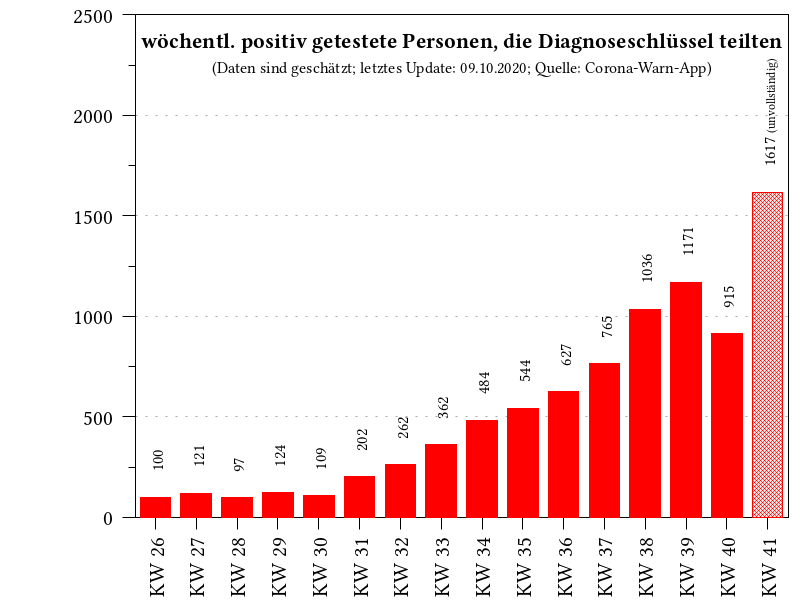 wöchentl. positiv getestete Personen, die Diagnoseschlüssel teilten
(Daten sind geschätzt; letztes Update: 09.10.2020; Quelle: Corona-Warn-App)
2500
2000
1500
1000
500
0
100
121
97
124
109
202
262
362
484
544
627
765
1036
1171
915
1617 (unvollständig)
KW 26
KW 27
KW 28
KW 29
KW 30
KW 31
KW 32
KW 33
KW 34
KW 35
KW 36
KW 37
KW 38
KW 39
KW 40
KW 41